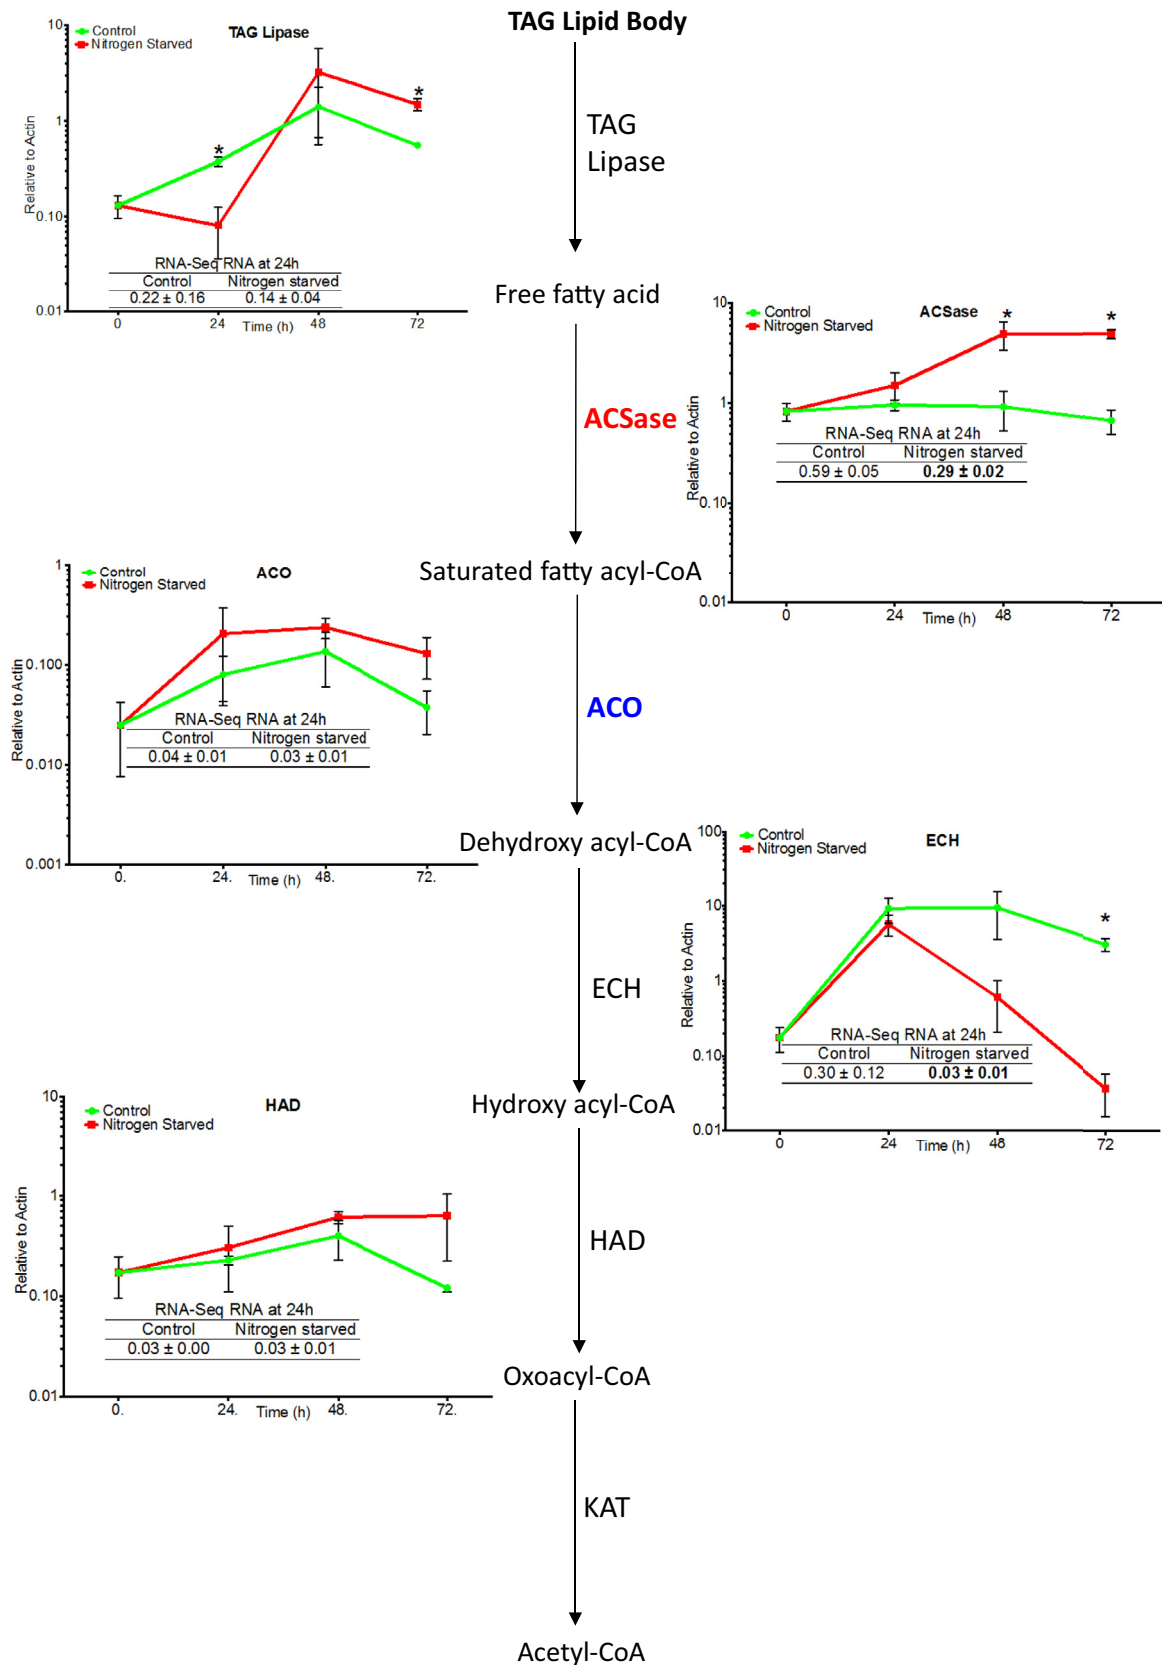 TAG Lipid Body
Control
Nitrogen Starved
TAG Lipase
*
*
10
1
0.10
0.01
Relative to Actin
RNA-Seq RNA at 24h
Control Nitrogen starved
0.22 ± 0.16 0.14 ± 0.04
0 24 Time (h) 48 72
TAG
Lipase
Free fatty acid
Control
Nitrogen Starved
ACSase
* *
10
1
0.10
0.01
Relative to Actin
RNA-Seq RNA at 24h
Control Nitrogen starved
0.59 ± 0.05 0.29 ± 0.02
0 24 Time (h) 48 72
ACSase
Saturated fatty acyl-CoA
Control
Nitrogen Starved
ACO
1
0.100
0.010
0.001
Relative to Actin
RNA-Seq RNA at 24h
Control Nitrogen starved
0.04 ± 0.01 0.03 ± 0.01
0. 24. Time (h) 48. 72.
ACO
Dehydroxy acyl-CoA
Control
Nitrogen Starved
ECH
*
100
10
1
0.10
0.01
Relative to Actin
RNA-Seq RNA at 24h
Control Nitrogen starved
0.30 ± 0.12 0.03 ± 0.01
0 24 Time (h) 48 72
ECH
Hydroxy acyl-CoA
Control
Nitrogen Starved
HAD
10
1
0.10
0.01
Relative to Actin
RNA-Seq RNA at 24h
Control Nitrogen starved
0.03 ± 0.00 0.03 ± 0.01
0. 24. Time (h) 48. 72.
HAD
Oxoacyl-CoA
KAT
Acetyl-CoA